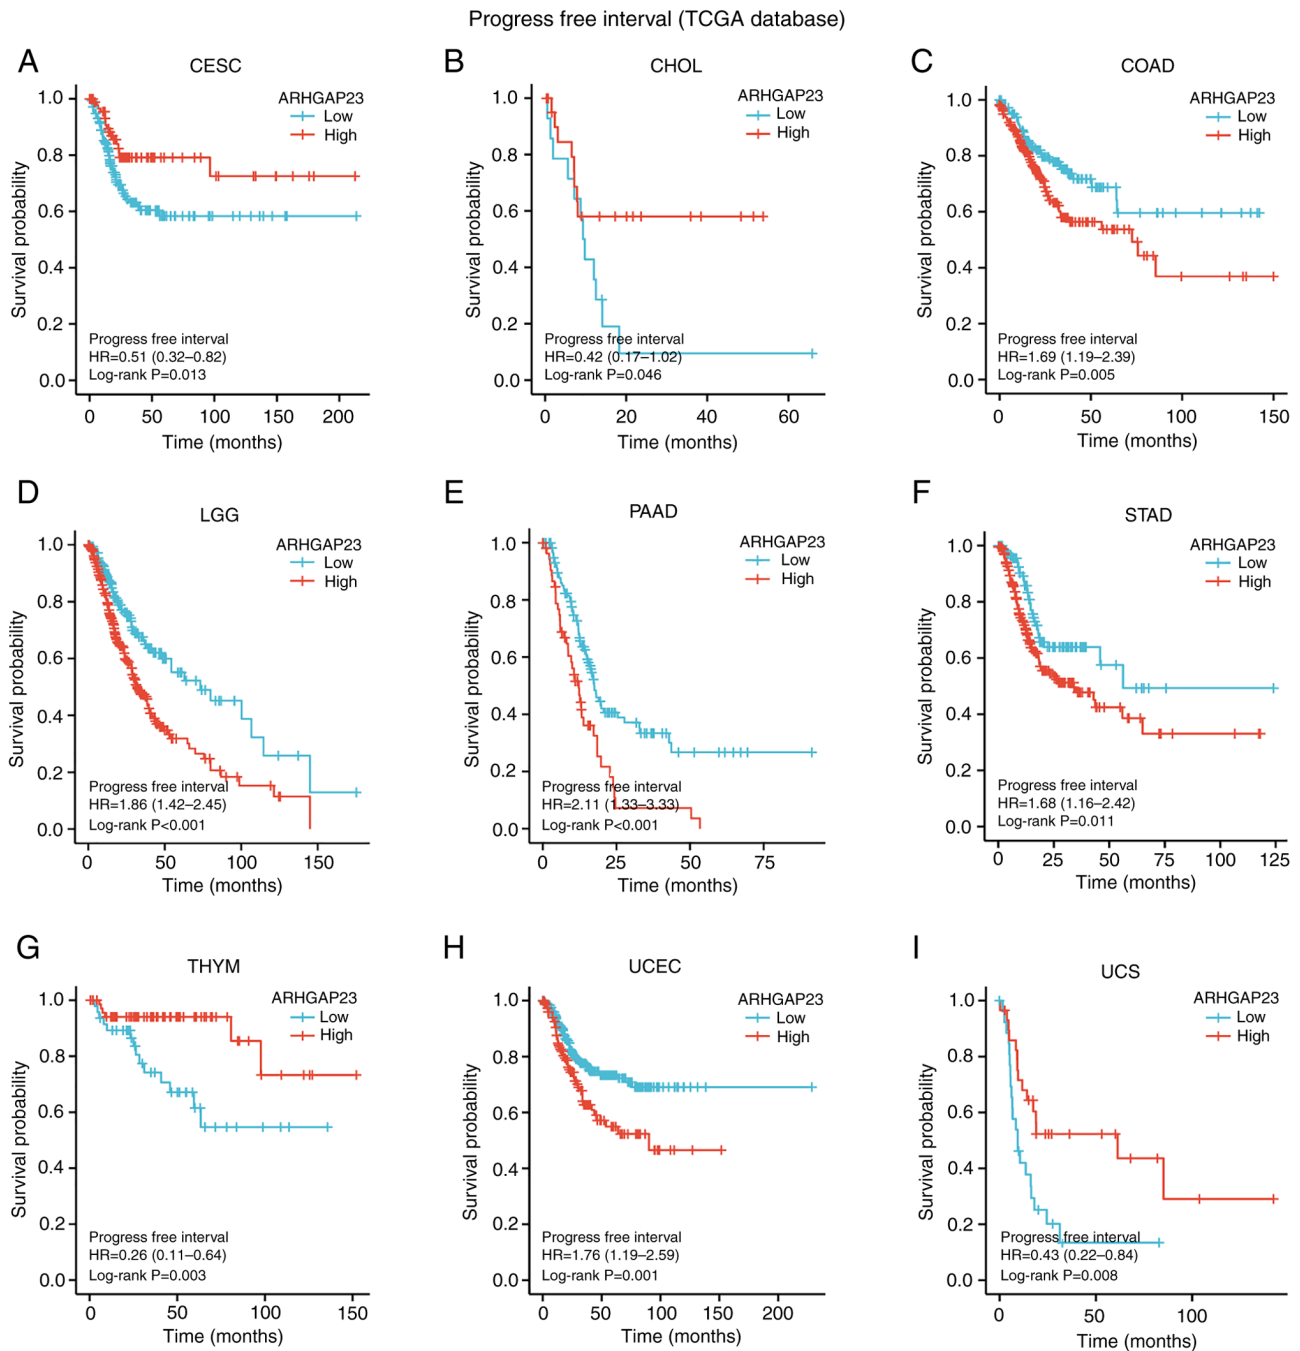 Progress free interval (TCGA database)
A
CESC
ARHGAP23
Low
High
Survival probability
1.0
0.8
0.6
0.4
0.2
0.0
Progress free interval
HR=0.51 (0.32–0.82)
Log-rank P=0.013
0 50 100 150 200
Time (months)
B
CHOL
ARHGAP23
Low
High
Survival probability
1.0
0.8
0.6
0.4
0.2
0.0
Progress free interval
HR=0.42 (0.17–1.02)
Log-rank P=0.046
0 20 40 60
Time (months)
C
COAD
ARHGAP23
Low
High
Survival probability
1.0
0.8
0.6
0.4
0.2
0.0
Progress free interval
HR=1.69 (1.19–2.39)
Log-rank P=0.005
0 50 100 150
Time (months)
D
LGG
ARHGAP23
Low
High
Survival probability
1.0
0.8
0.6
0.4
0.2
0.0
Progress free interval
HR=1.86 (1.42–2.45)
Log-rank P<0.001
0 50 100 150
Time (months)
E
PAAD
ARHGAP23
Low
High
Survival probability
1.0
0.8
0.6
0.4
0.2
0.0
Progress free interval
HR=2.11 (1.33–3.33)
Log-rank P<0.001
0 25 50 75
Time (months)
F
STAD
ARHGAP23
Low
High
Survival probability
1.0
0.8
0.6
0.4
0.2
0.0
Progress free interval
HR=1.68 (1.16–2.42)
Log-rank P=0.011
0 25 50 75 100 125
Time (months)
G
THYM
ARHGAP23
Low
High
Survival probability
1.0
0.8
0.6
0.4
0.2
0.0
Progress free interval
HR=0.26 (0.11–0.64)
Log-rank P=0.003
0 50 100 150
Time (months)
H
UCEC
ARHGAP23
Low
High
Survival probability
1.0
0.8
0.6
0.4
0.2
0.0
Progress free interval
HR=1.76 (1.19–2.59)
Log-rank P=0.001
0 50 100 150 200
Time (months)
I
UCS
ARHGAP23
Low
High
Survival probability
1.0
0.8
0.6
0.4
0.2
0.0
Progress free interval
HR=0.43 (0.22–0.84)
Log-rank P=0.008
0 50 100
Time (months)